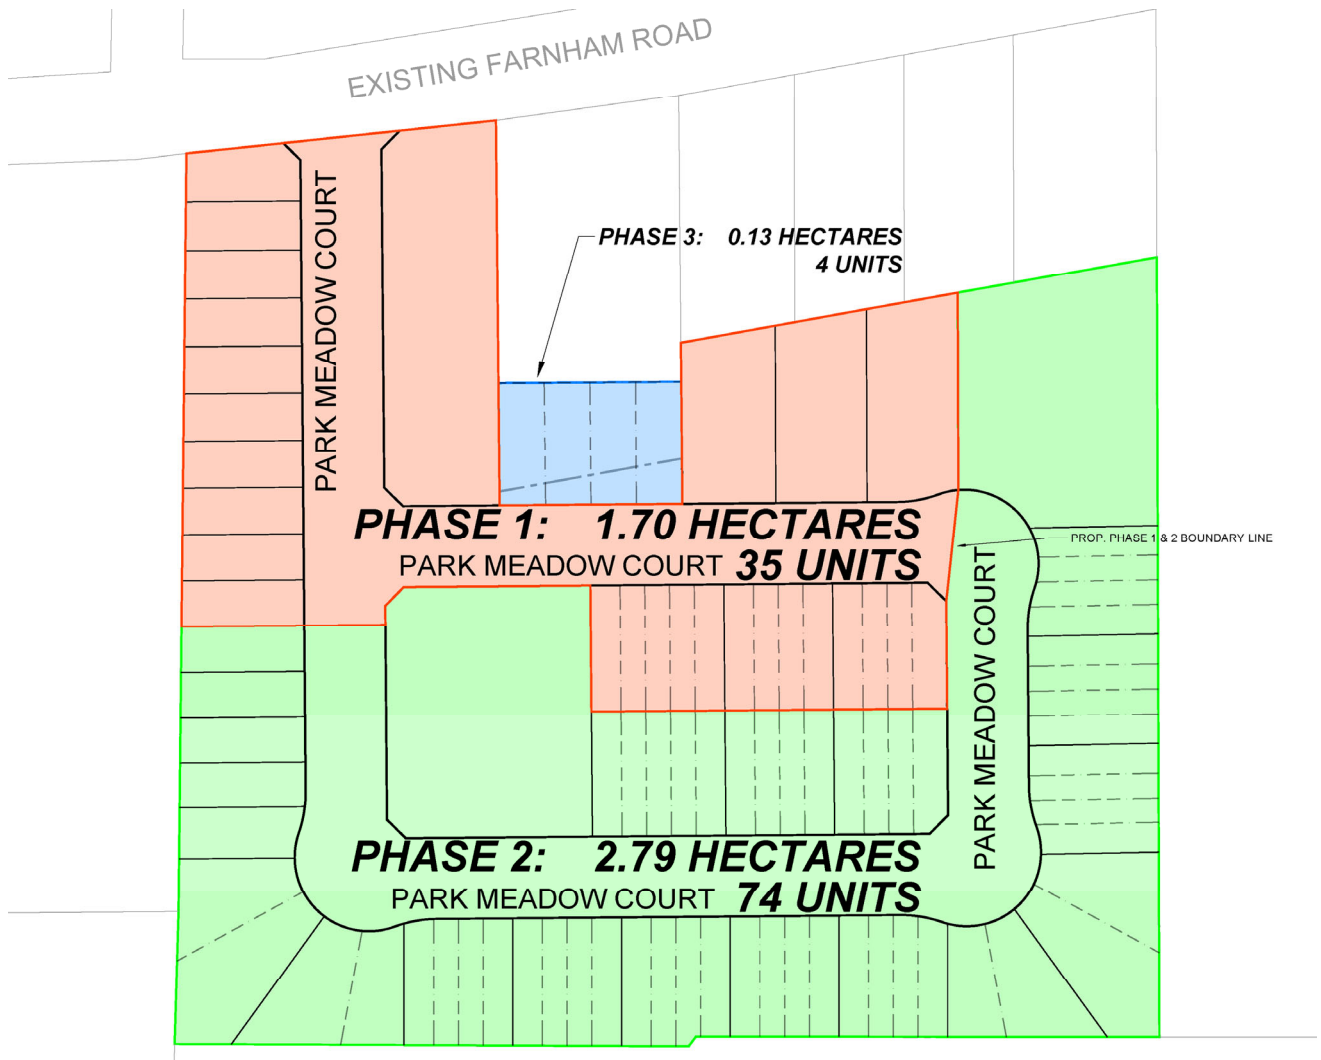 EXISTING FARNHAM ROAD
PARK MEADOW COURT
PHASE 3: 0.13 HECTARES
4 UNITS
PHASE 1: 1.70 HECTARES
PARK MEADOW COURT 35 UNITS
PROP. PHASE 1 & 2 BOUNDARY LINE
PARK MEADOW COURT
PHASE 2: 2.79 HECTARES
PARK MEADOW COURT 74 UNITS